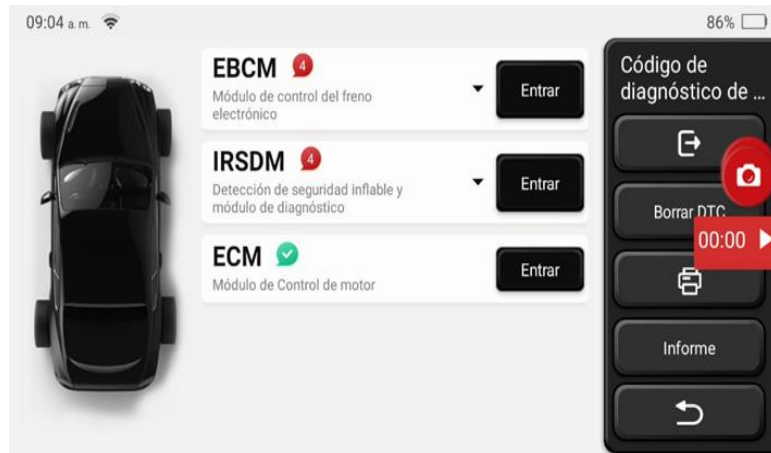 09:04 a. m.
86%
EBCM 4
Módulo de control del freno
electrónico
Entrar
IRSDM 4
Detección de seguridad inflable y
módulo de diagnóstico
Entrar
ECM
Módulo de Control de motor
Entrar
Código de
diagnóstico de ...
Borrar DTC
00:00
Informe